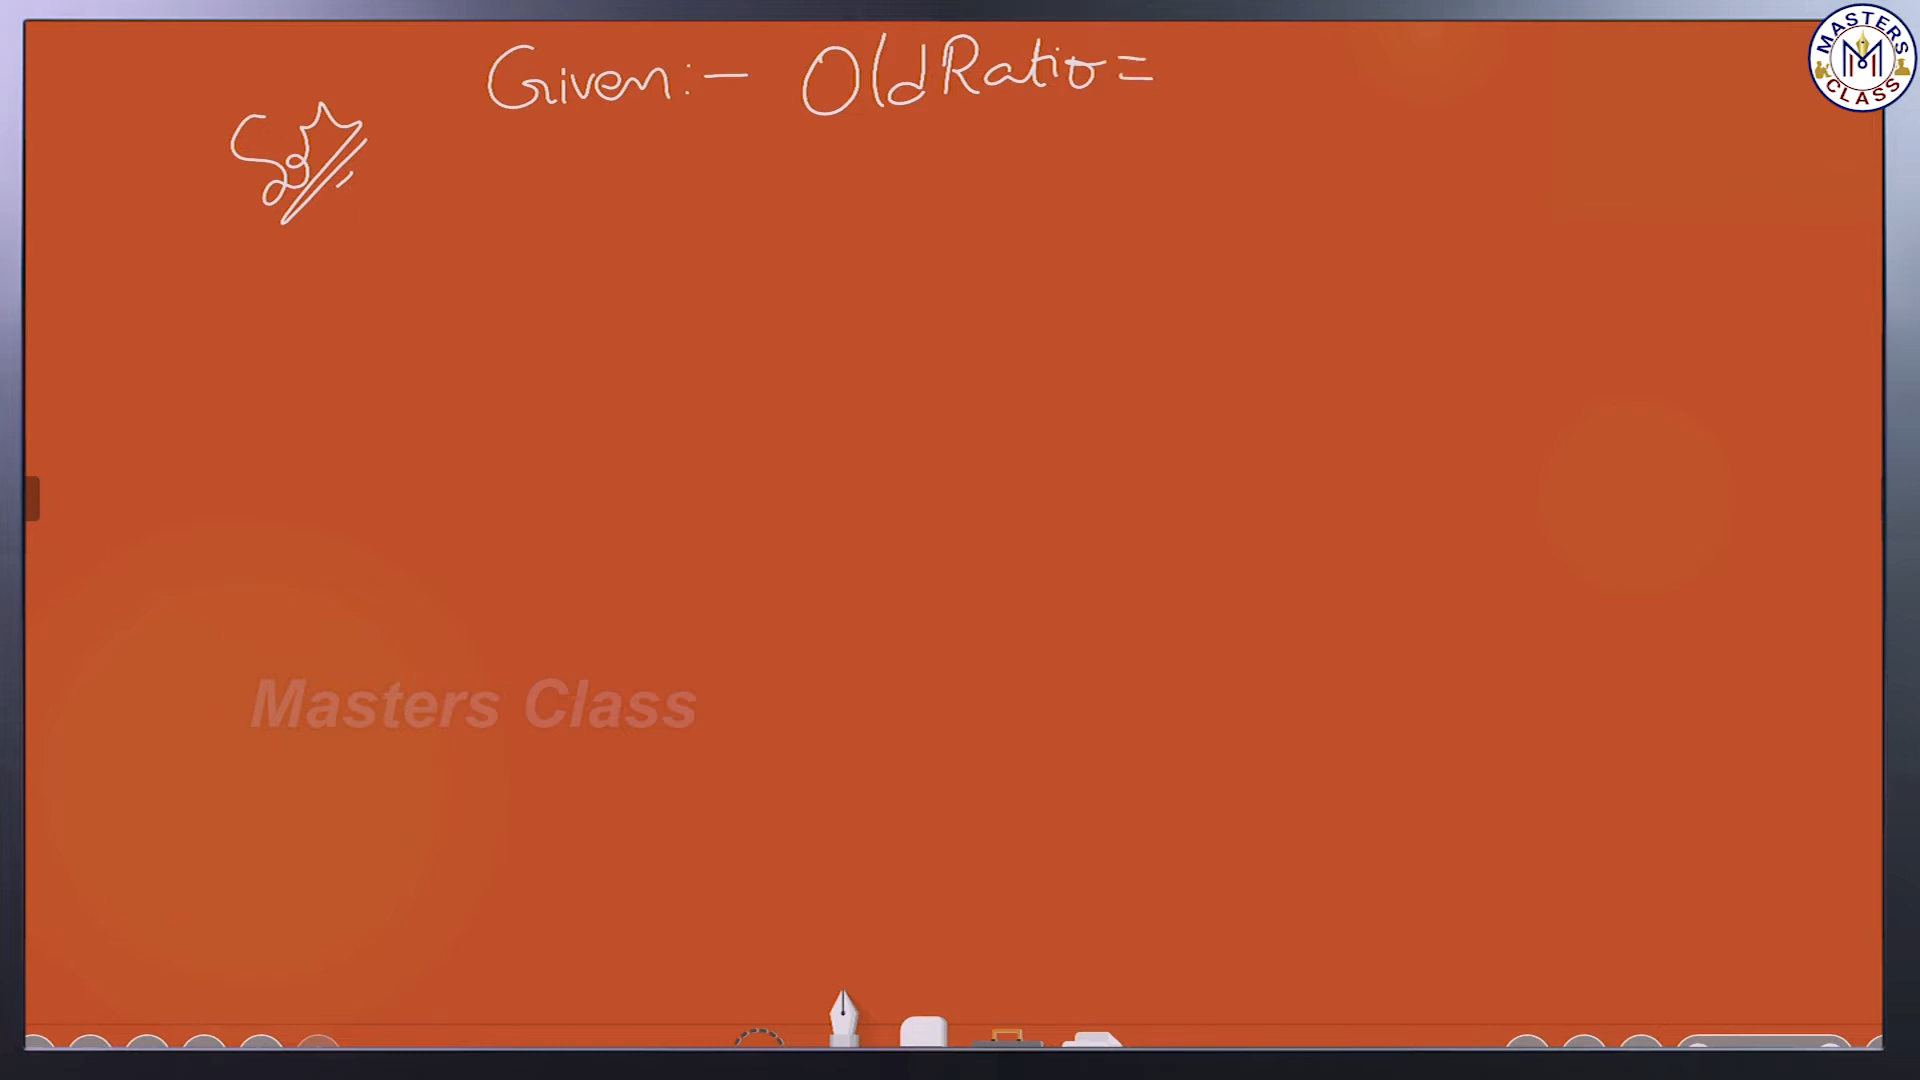 Given:- Old Ratio =
Sol
MASTERS
CLASS
Masters Class